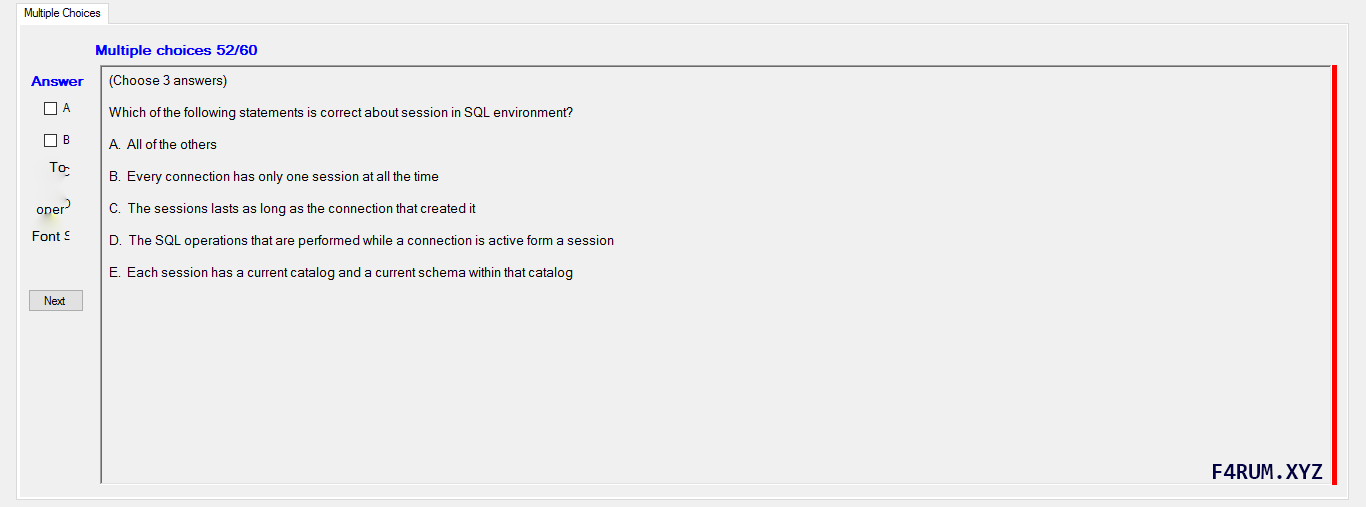 Multiple Choices
Multiple choices 52/60
Answer
A
B
To
oper
Font S
Next
(Choose 3 answers)
Which of the following statements is correct about session in SQL environment?
A. All of the others
B. Every connection has only one session at all the time
C. The sessions lasts as long as the connection that created it
D. The SQL operations that are performed while a connection is active form a session
E. Each session has a current catalog and a current schema within that catalog
F4RUM.XYZ